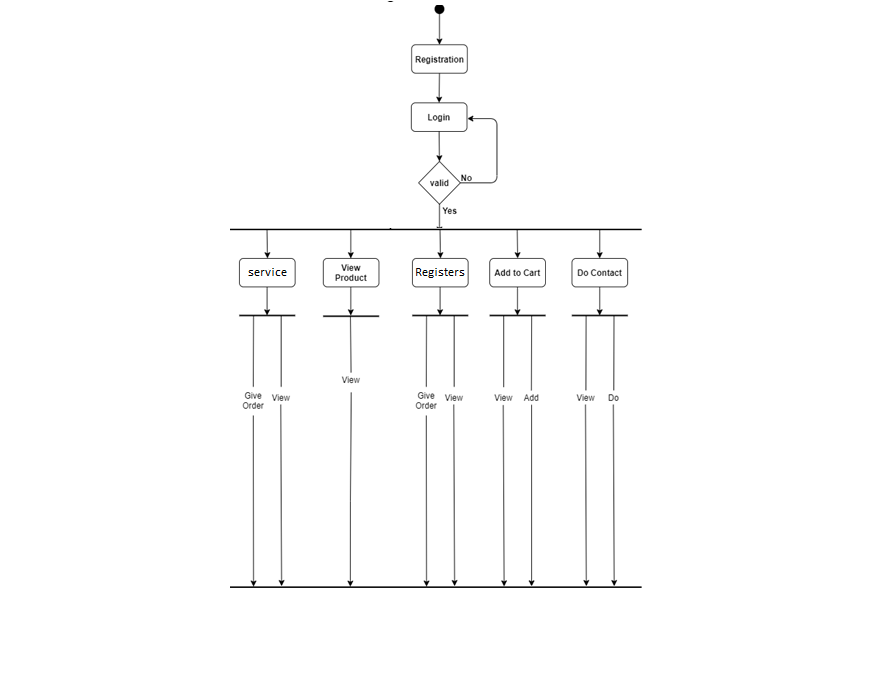 Registration
Login
valid
No
Yes
service
View
Product
Registers
Add to Cart
Do Contact
View
Give
Order
View
Give
Order
View
View
Add
View
Do